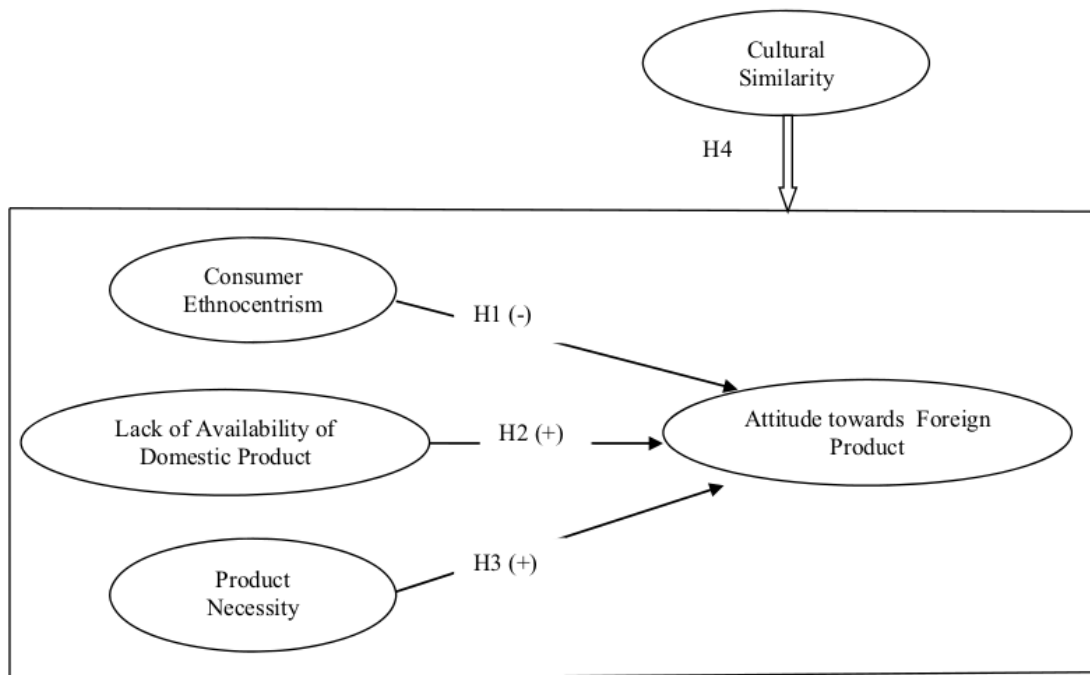 Cultural
Similarity
H4
Consumer
Ethnocentrism
H1 (-)
Lack of Availability of
Domestic Product
H2 (+)
Attitude towards  Foreign
Product
H3 (+)
Product
Necessity